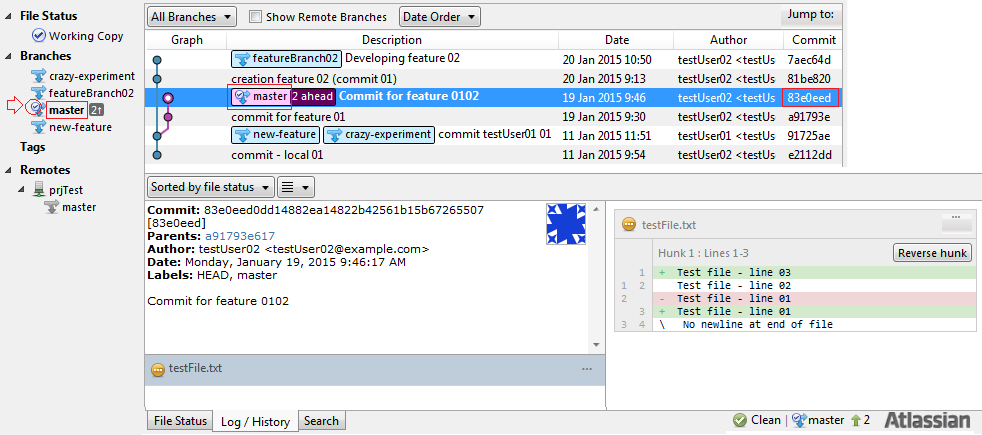 File Status
Working Copy
Branches
crazy-experiment
featureBranch02
master 2↑
new-feature
Tags
Remotes
prjTest
master
All Branches Show Remote Branches Date Order Jump to:
Graph Description Date Author Commit
featureBranch02 Developing feature 02 20 Jan 2015 10:50 testUser02 <testUs 7aec64d
creation feature 02 (commit 01) 20 Jan 2015 9:13 testUser02 <testUs 81be820
master 2 ahead Commit for feature 0102 19 Jan 2015 9:46 testUser02 <testUs 83e0eed
commit for feature 01 19 Jan 2015 9:30 testUser02 <testUs a91793e
new-feature crazy-experiment commit testUser01 01 11 Jan 2015 11:51 testUser01 <testUs 91725ae
commit - local 01 11 Jan 2015 9:54 testUser02 <testUs e2112dd
Sorted by file status
Commit: 83e0eed0dd14882ea14822b42561b15b67265507
[83e0eed]
Parents: a91793e617
Author: testUser02 <testUser02@example.com>
Date: Monday, January 19, 2015 9:46:17 AM
Labels: HEAD, master
Commit for feature 0102
testFile.txt ...
testFile.txt ...
Hunk 1 : Lines 1-3 Reverse hunk
1 + Test file - line 03
1 2 Test file - line 02
2 - Test file - line 01
3 + Test file - line 01
3 4 \ No newline at end of file
File Status Log / History Search
Clean master 2 Atlassian